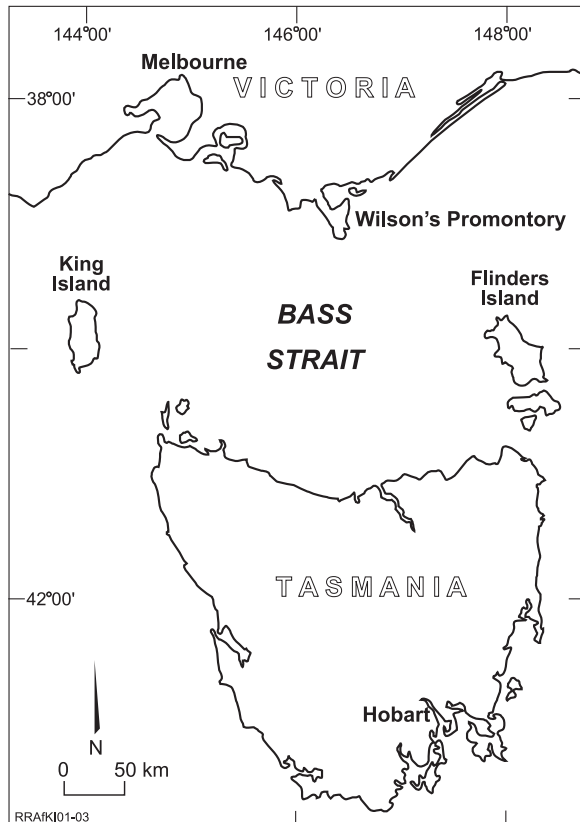 144°00'
146°00'
148°00'
Melbourne
VICTORIA
38°00'
Wilson's Promontory
King
Island
Flinders
Island
BASS
STRAIT
42°00'
TASMANIA
Hobart
N
0 50 km
RRAfKI01-03